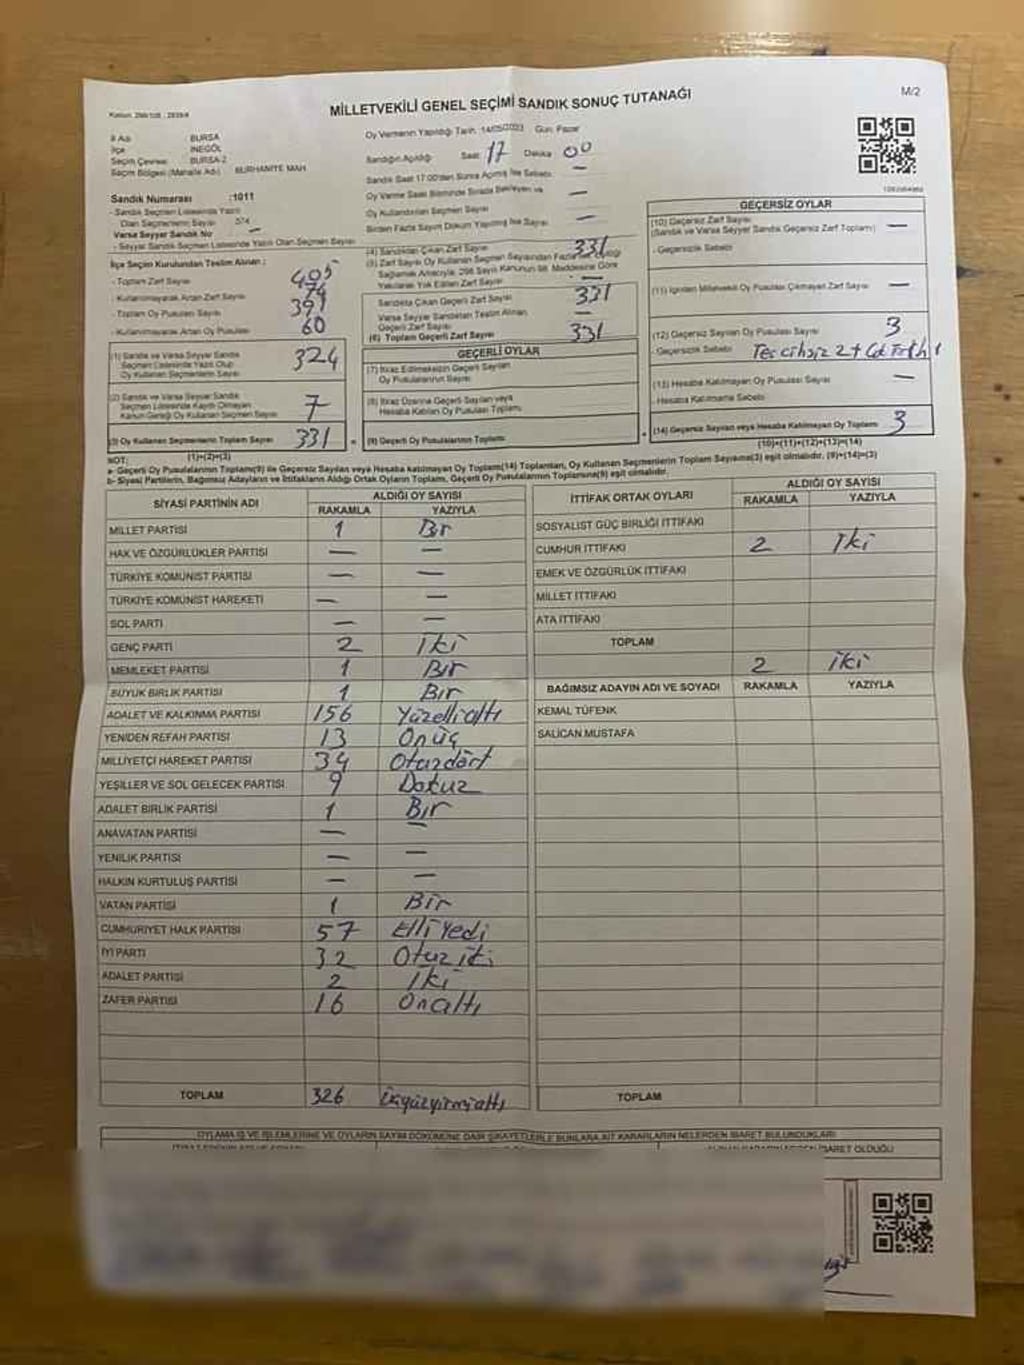 M/2
MİLLETVEKİLİ GENEL SEÇİMİ SANDIK SONUÇ TUTANAĞI
İl Adı : BURSA
İlçe : İNEGÖL
Seçim Çevresi : BURSA-2
Seçim Bölgesi (Mahalle Adı) : BURHANİYE MAH
Sandık Numarası :1011
- Sandık Seçmen Listesinde Yazılı
Olan Seçmenlerin Sayısı 574
Varsa Seyyar Sandık No —
- Seyyar Sandık Seçmen Listesinde Yazılı Olan Seçmen Sayısı
İlçe Seçim Kurulundan Teslim Alınan ;
- Toplam Zarf Sayısı 405
- Kullanılmayarak Artan Zarf Sayısı 74
- Toplam Oy Pusulası Sayısı 391
- Kullanılmayarak Artan Oy Pusulası 60
(1) Sandık ve Varsa Seyyar Sandık
Seçmen Listesinde Yazılı Olup
Oy Kullanan Seçmenlerin Sayısı 324
(2) Sandık ve Varsa Seyyar Sandık
Seçmen Listesinde Kayıtlı Olmayan
Kanun Gereği Oy Kullanan Seçmen Sayısı 7
(3) Oy Kullanan Seçmenlerin Toplam Sayısı 331
(1)+(2)=(3)
Oy Vermenin Yapıldığı Tarih: 14/05/2023 Gün: Pazar
Sandığın Açıldığı Saat 17 Dakika 00
Sandık Saat 17:00'den Sonra Açılmış İse Sebebi —
Oy Verme Saati Bitiminde Sırada Bekleyen ve
Oy Kullandırılan Seçmen Sayısı —
Birden Fazla Sayım Döküm Yapılmış İse Sayısı —
(4) Sandıktan Çıkan Zarf Sayısı 331
(5) Zarf Sayısı Oy Kullanan Seçmen Sayısından Fazla
Sağlamak Amacıyla, 298 Sayılı Kanunun 98. Maddesine Göre
Yakılarak Yok Edilen Zarf Sayısı
Sandıkta Çıkan Geçerli Zarf Sayısı 331
Varsa Seyyar Sandıktan Teslim Alınan
Geçerli Zarf Sayısı —
(6) Toplam Geçerli Zarf Sayısı 331
GEÇERLİ OYLAR
(7) İtiraz Edilmeksizin Geçerli Sayılan
Oy Pusulalarının Sayısı
(8) İtiraz Üzerine Geçerli Sayılan veya
Hesaba Katılan Oy Pusulası Toplamı
(9) Geçerli Oy Pusulalarının Toplamı
GEÇERSİZ OYLAR
(10) Geçersiz Zarf Sayısı
(Sandık ve Varsa Seyyar Sandık Geçersiz Zarf Toplamı) —
- Geçersizlik Sebebi
(11) İçinden Milletvekili Oy Pusulası Çıkmayan Zarf Sayısı —
(12) Geçersiz Sayılan Oy Pusulası Sayısı 3
- Geçersizlik Sebebi Tercihsiz 2 +
(13) Hesaba Katılmayan Oy Pusulası Sayısı —
- Hesaba Katılmama Sebebi
(14) Geçersiz Sayılan veya Hesaba Katılmayan Oy Toplamı 3
(10)+(11)+(12)+(13)=(14)
NOT:
a- Geçerli Oy Pusulalarının Toplamı(9) ile Geçersiz Sayılan veya Hesaba katılmayan Oy Toplamı(14) Toplamları, Oy Kullanan Seçmenlerin Toplam Sayısına(3) eşit olmalıdır. (9)+(14)=(3)
b- Siyasi Partilerin, Bağımsız Adayların ve İttifakların Aldığı Ortak Oyların Toplamı, Geçerli Oy Pusulalarının Toplamına(9) eşit olmalıdır.
SİYASİ PARTİNİN ADI ALDIĞI OY SAYISI
RAKAMLA YAZIYLA
MİLLET PARTİSİ 1 Bir
HAK VE ÖZGÜRLÜKLER PARTİSİ — —
TÜRKİYE KOMÜNİST PARTİSİ — —
TÜRKİYE KOMÜNİST HAREKETİ — —
SOL PARTİ — —
GENÇ PARTİ 2 İki
MEMLEKET PARTİSİ 1 Bir
BÜYÜK BİRLİK PARTİSİ 1 Bir
ADALET VE KALKINMA PARTİSİ 156 Yüzellialtı
YENİDEN REFAH PARTİSİ 13 Onüç
MİLLİYETÇİ HAREKET PARTİSİ 34 Otuzdört
YEŞİLLER VE SOL GELECEK PARTİSİ 9 Dokuz
ADALET BİRLİK PARTİSİ 1 Bir
ANAVATAN PARTİSİ — —
YENİLİK PARTİSİ — —
HALKIN KURTULUŞ PARTİSİ — —
VATAN PARTİSİ 1 Bir
CUMHURİYET HALK PARTİSİ 57 Elliyedi
İYİ PARTİ 32 Otuziki
ADALET PARTİSİ 2 İki
ZAFER PARTİSİ 16 Onaltı
TOPLAM 326 Üçyüzyirmialtı
İTTİFAK ORTAK OYLARI ALDIĞI OY SAYISI
RAKAMLA YAZIYLA
SOSYALİST GÜÇ BİRLİĞİ İTTİFAKI
CUMHUR İTTİFAKI 2 İki
EMEK VE ÖZGÜRLÜK İTTİFAKI
MİLLET İTTİFAKI
ATA İTTİFAKI
TOPLAM 2 iki
BAĞIMSIZ ADAYIN ADI VE SOYADI RAKAMLA YAZIYLA
KEMAL TÜFENK
SALİCAN MUSTAFA
TOPLAM
OYLAMA İŞ VE İŞLEMLERİNE VE OYLARIN SAYIM DÖKÜMÜNE DAİR ŞİKAYETLERLE BUNLARA AİT KARARLARIN NELERDEN İBARET BULUNDUKLARI